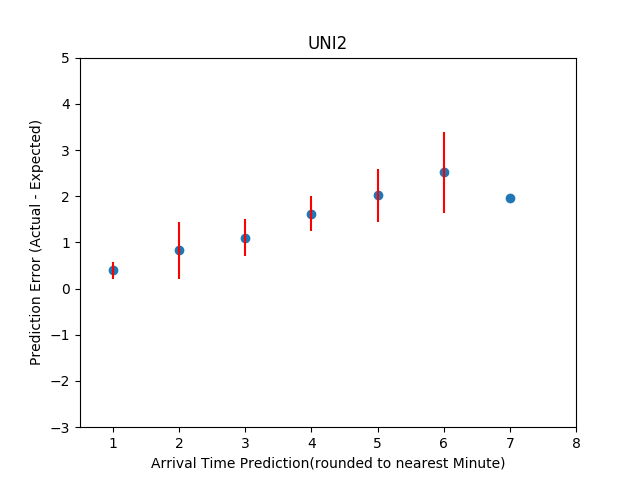 UNI2
Prediction Error (Actual - Expected)
5
4
3
2
1
0
−1
−2
−3
1 2 3 4 5 6 7 8
Arrival Time Prediction(rounded to nearest Minute)